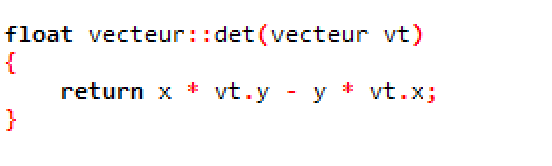 float vecteur::det(vecteur vt)
{
    return x * vt.y - y * vt.x;
}